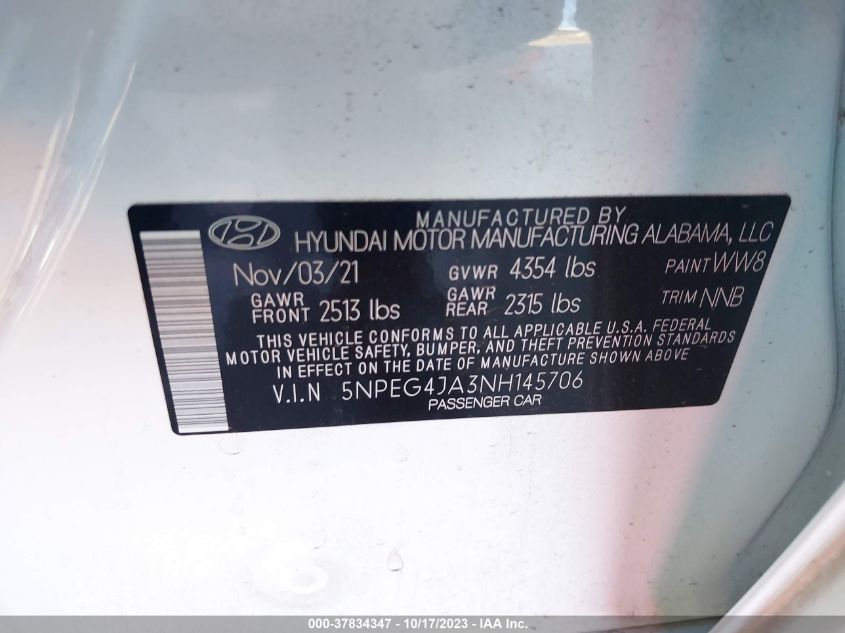 MANUFACTURED BY
HYUNDAI MOTOR MANUFACTURING ALABAMA, LLC
Nov/03/21 GVWR 4354 lbs PAINT WW8
GAWR FRONT 2513 lbs GAWR REAR 2315 lbs TRIM NNB
THIS VEHICLE CONFORMS TO ALL APPLICABLE U.S.A. FEDERAL
MOTOR VEHICLE SAFETY, BUMPER, AND THEFT PREVENTION STANDARDS
IN EFFECT ON THE DATE OF MANUFACTURE SHOWN ABOVE
V.I.N 5NPEG4JA3NH145706
PASSENGER CAR
000-37834347 - 10/17/2023 - IAA Inc.